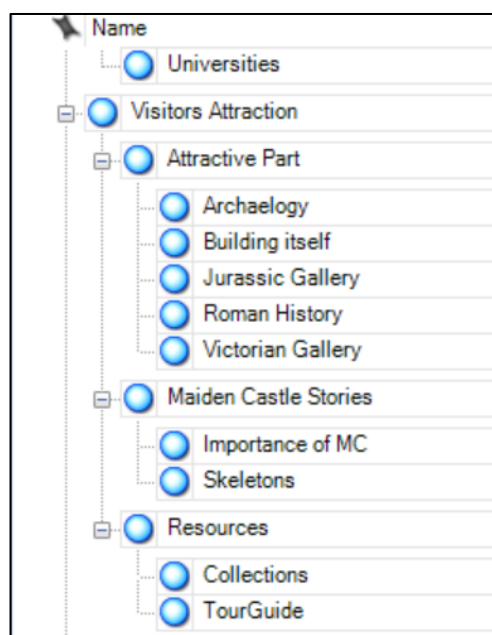 Name
Universities
Visitors Attraction
Attractive Part
Archaelogy
Building itself
Jurassic Gallery
Roman History
Victorian Gallery
Maiden Castle Stories
Importance of MC
Skeletons
Resources
Collections
TourGuide